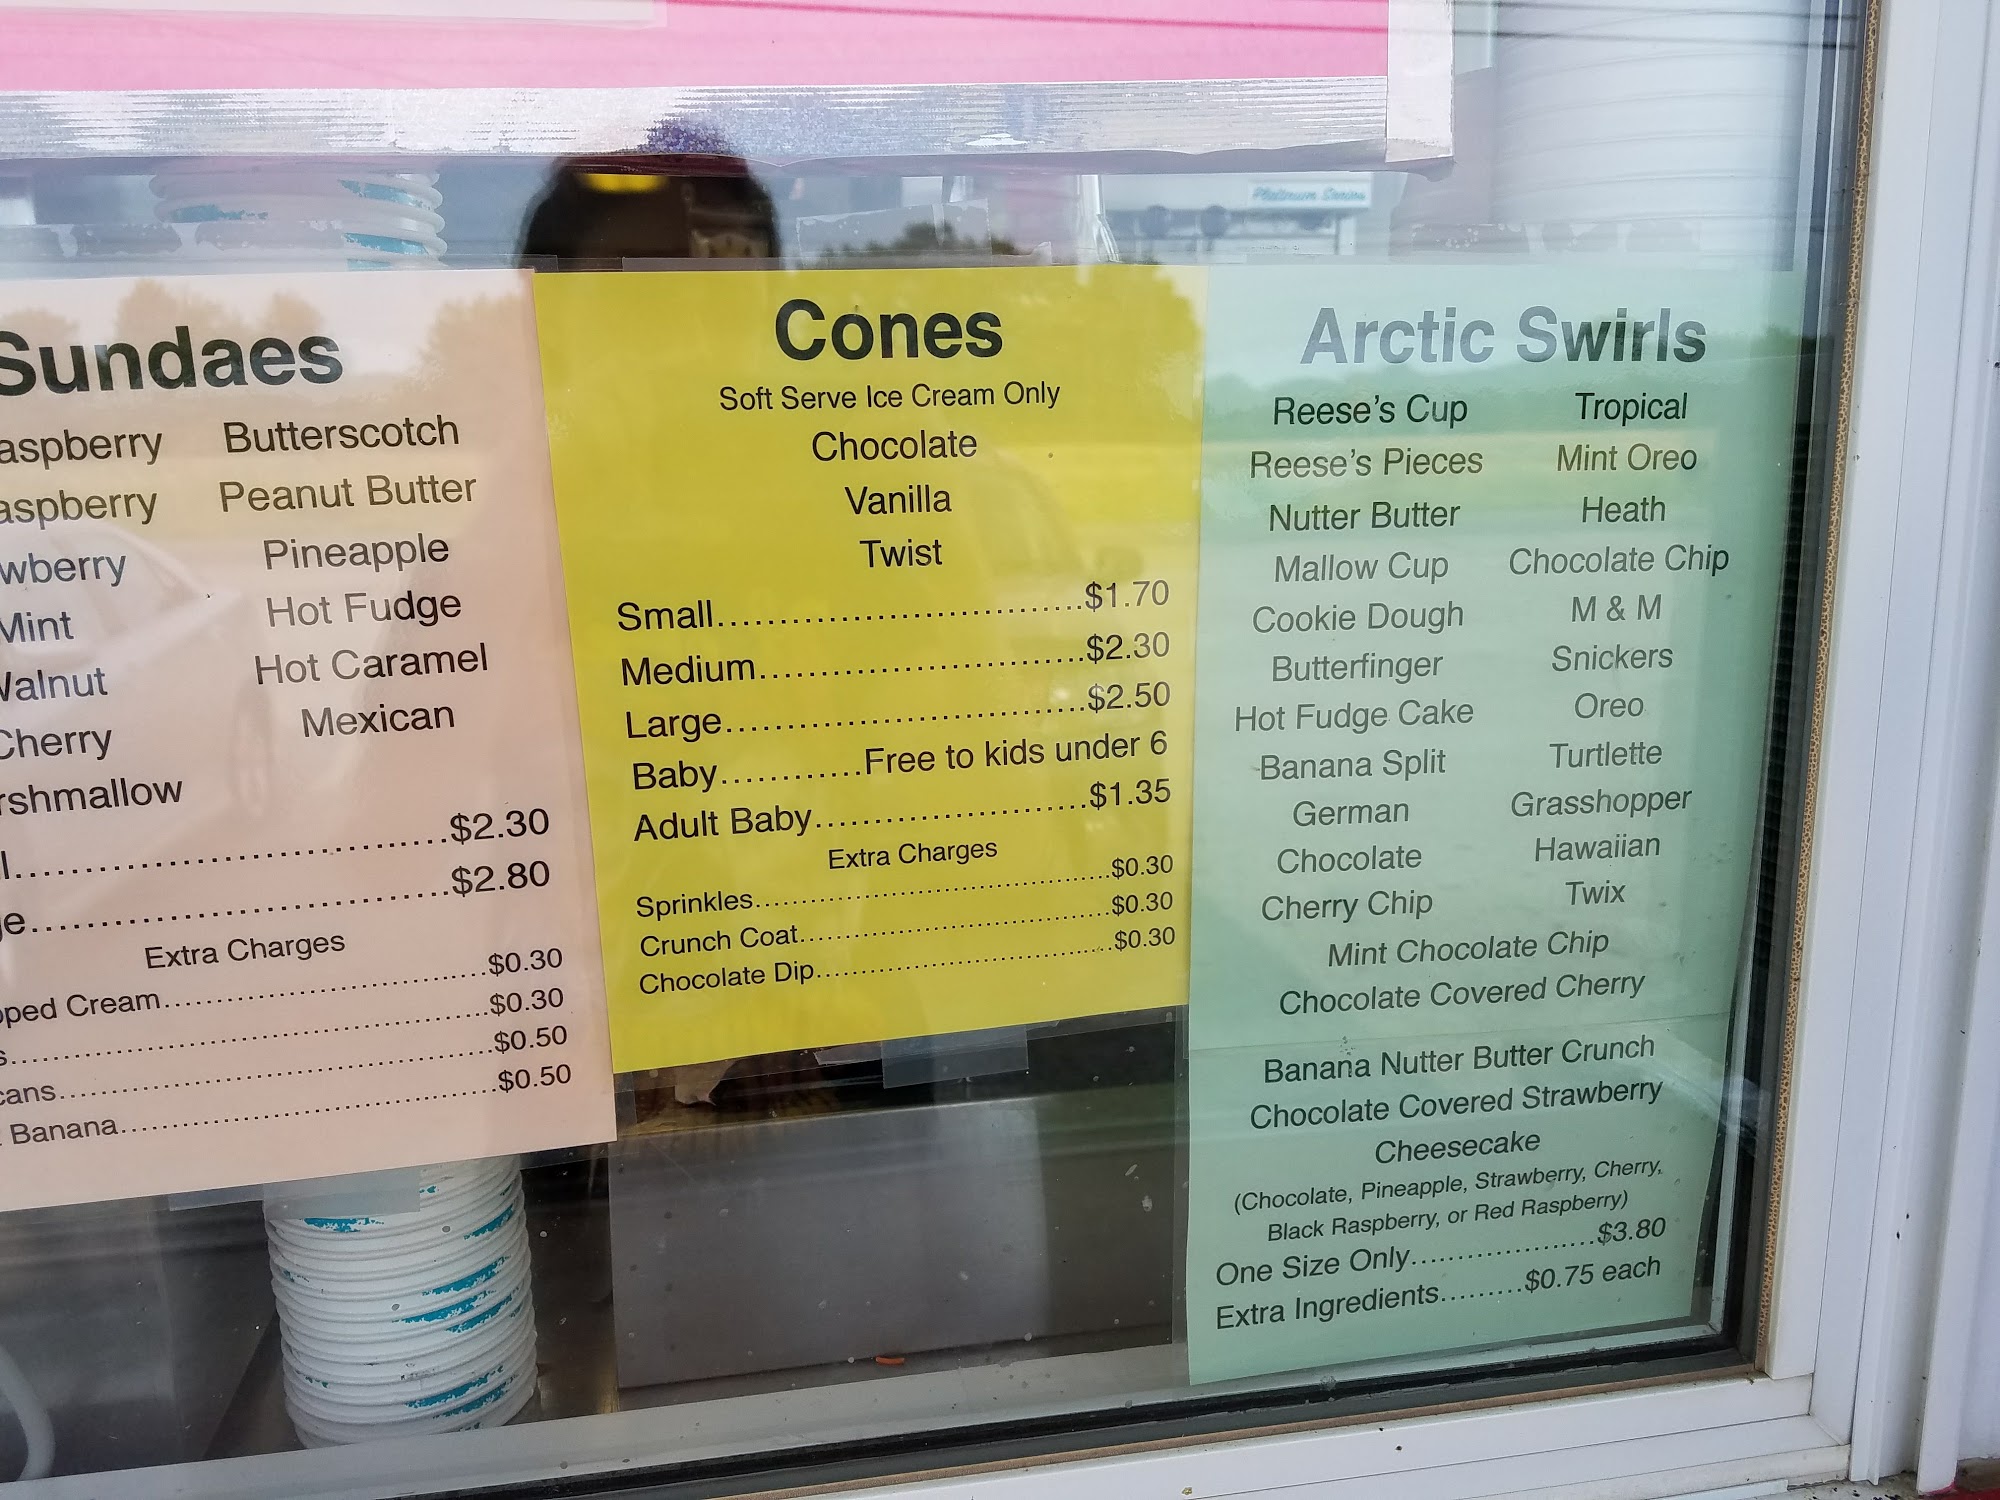 Platinum Series
Sundaes
aspberry Butterscotch
aspberry Peanut Butter
wberry Pineapple
Mint Hot Fudge
Walnut Hot Caramel
Cherry Mexican
rshmallow
l..............................$2.30
ge..............................$2.80
Extra Charges
pped Cream..............................$0.30
s..............................$0.30
cans..............................$0.50
Banana..............................$0.50
Cones
Soft Serve Ice Cream Only
Chocolate
Vanilla
Twist
Small..............................$1.70
Medium..............................$2.30
Large..............................$2.50
Baby............Free to kids under 6
Adult Baby......................$1.35
Extra Charges
Sprinkles..............................$0.30
Crunch Coat..............................$0.30
Chocolate Dip..............................$0.30
Arctic Swirls
Reese's Cup Tropical
Reese's Pieces Mint Oreo
Nutter Butter Heath
Mallow Cup Chocolate Chip
Cookie Dough M & M
Butterfinger Snickers
Hot Fudge Cake Oreo
Banana Split Turtlette
German Grasshopper
Chocolate Hawaiian
Cherry Chip Twix
Mint Chocolate Chip
Chocolate Covered Cherry
Banana Nutter Butter Crunch
Chocolate Covered Strawberry
Cheesecake
(Chocolate, Pineapple, Strawberry, Cherry,
Black Raspberry, or Red Raspberry)
One Size Only....................$3.80
Extra Ingredients.........$0.75 each